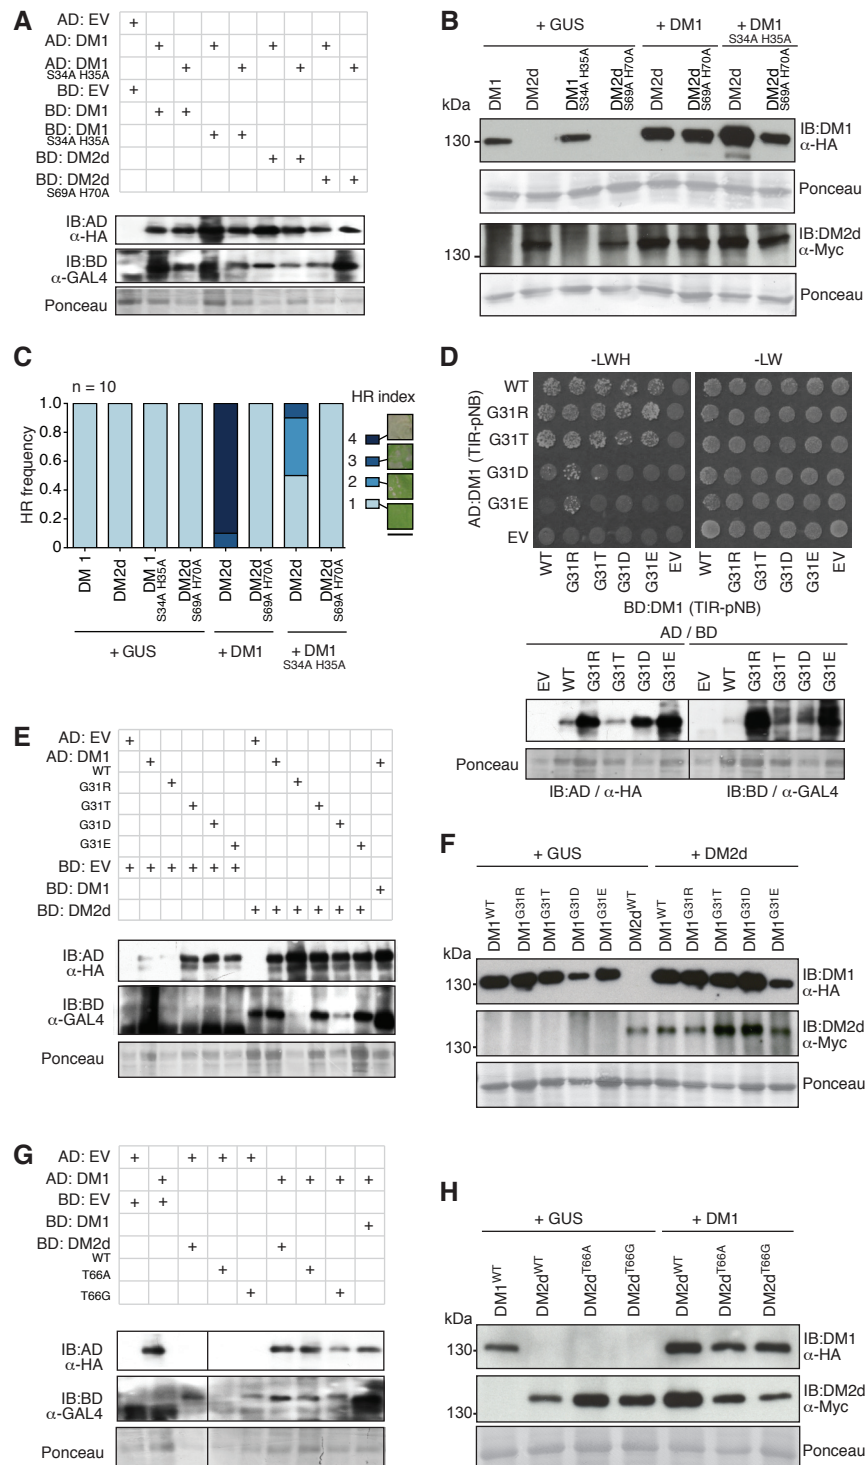 A
AD: EV
AD: DM1
AD: DM1
S34A H35A
BD: EV
BD: DM1
BD: DM1
S34A H35A
BD: DM2d
BD: DM2d
S69A H70A
+
+ + + +
+ + + +
+
+ +
+ +
+ +
+ +
IB:AD
α-HA
IB:BD
α-GAL4
Ponceau
B
+ GUS
+ DM1
+ DM1
S34A H35A
DM1
DM2d
DM1
S34A H35A
DM2d
S69A H70A
DM2d
DM2d
S69A H70A
DM2d
DM2d
S69A H70A
kDa
130
IB:DM1
α-HA
Ponceau
130
IB:DM2d
α-Myc
Ponceau
C
n = 10
HR index
HR frequency
1.0
0.8
0.6
0.4
0.2
0
4
3
2
1
DM 1
DM2d
DM 1
S34A H35A
DM2d
S69A H70A
DM2d
DM2d
S69A H70A
DM2d
DM2d
S69A H70A
+ GUS
+ DM1
+ DM1
S34A H35A
D
-LWH
-LW
AD:DM1 (TIR-pNB)
WT
G31R
G31T
G31D
G31E
EV
WT
G31R
G31T
G31D
G31E
EV
WT
G31R
G31T
G31D
G31E
EV
BD:DM1 (TIR-pNB)
AD / BD
EV
WT
G31R
G31T
G31D
G31E
EV
WT
G31R
G31T
G31D
G31E
Ponceau
IB:AD / α-HA
IB:BD / α-GAL4
E
AD: EV
AD: DM1
WT
G31R
G31T
G31D
G31E
BD: EV
BD: DM1
BD: DM2d
+ +
+ + +
+ +
+ +
+ +
+ +
+ + + + + +
+
+ + + + + +
IB:AD
α-HA
IB:BD
α-GAL4
Ponceau
F
+ GUS
+ DM2d
DM1WT
DM1G31R
DM1G31T
DM1G31D
DM1G31E
DM2dWT
DM1WT
DM1G31R
DM1G31T
DM1G31D
DM1G31E
kDa
130
IB:DM1
α-HA
130
IB:DM2d
α-Myc
Ponceau
G
AD: EV
AD: DM1
BD: EV
BD: DM1
BD: DM2d
WT
T66A
T66G
+ + + +
+ + + + +
+ +
+
+ +
+ +
+ +
IB:AD
α-HA
IB:BD
α-GAL4
Ponceau
H
+ GUS
+ DM1
DM1WT
DM2dWT
DM2dT66A
DM2dT66G
DM2dWT
DM2dT66A
DM2dT66G
kDa
130
IB:DM1
α-HA
130
IB:DM2d
α-Myc
Ponceau